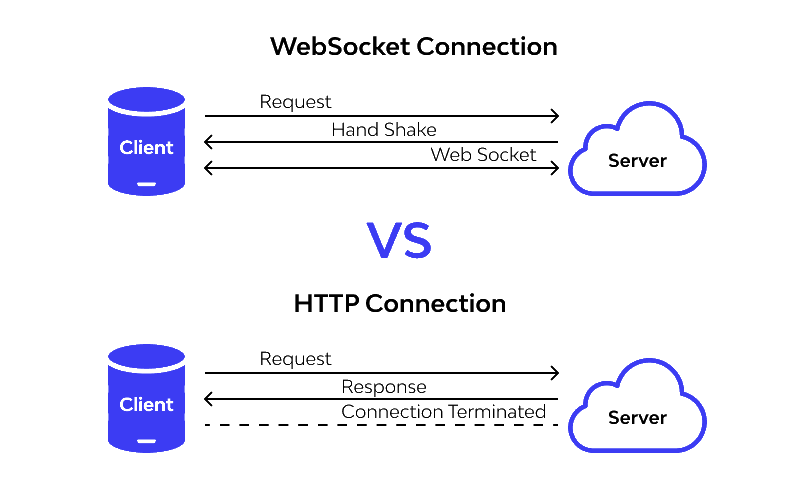 WebSocket Connection
Request
Hand Shake
Client
Web Socket
Server
VS
HTTP Connection
Request
Response
Client
Connection Terminated
Server